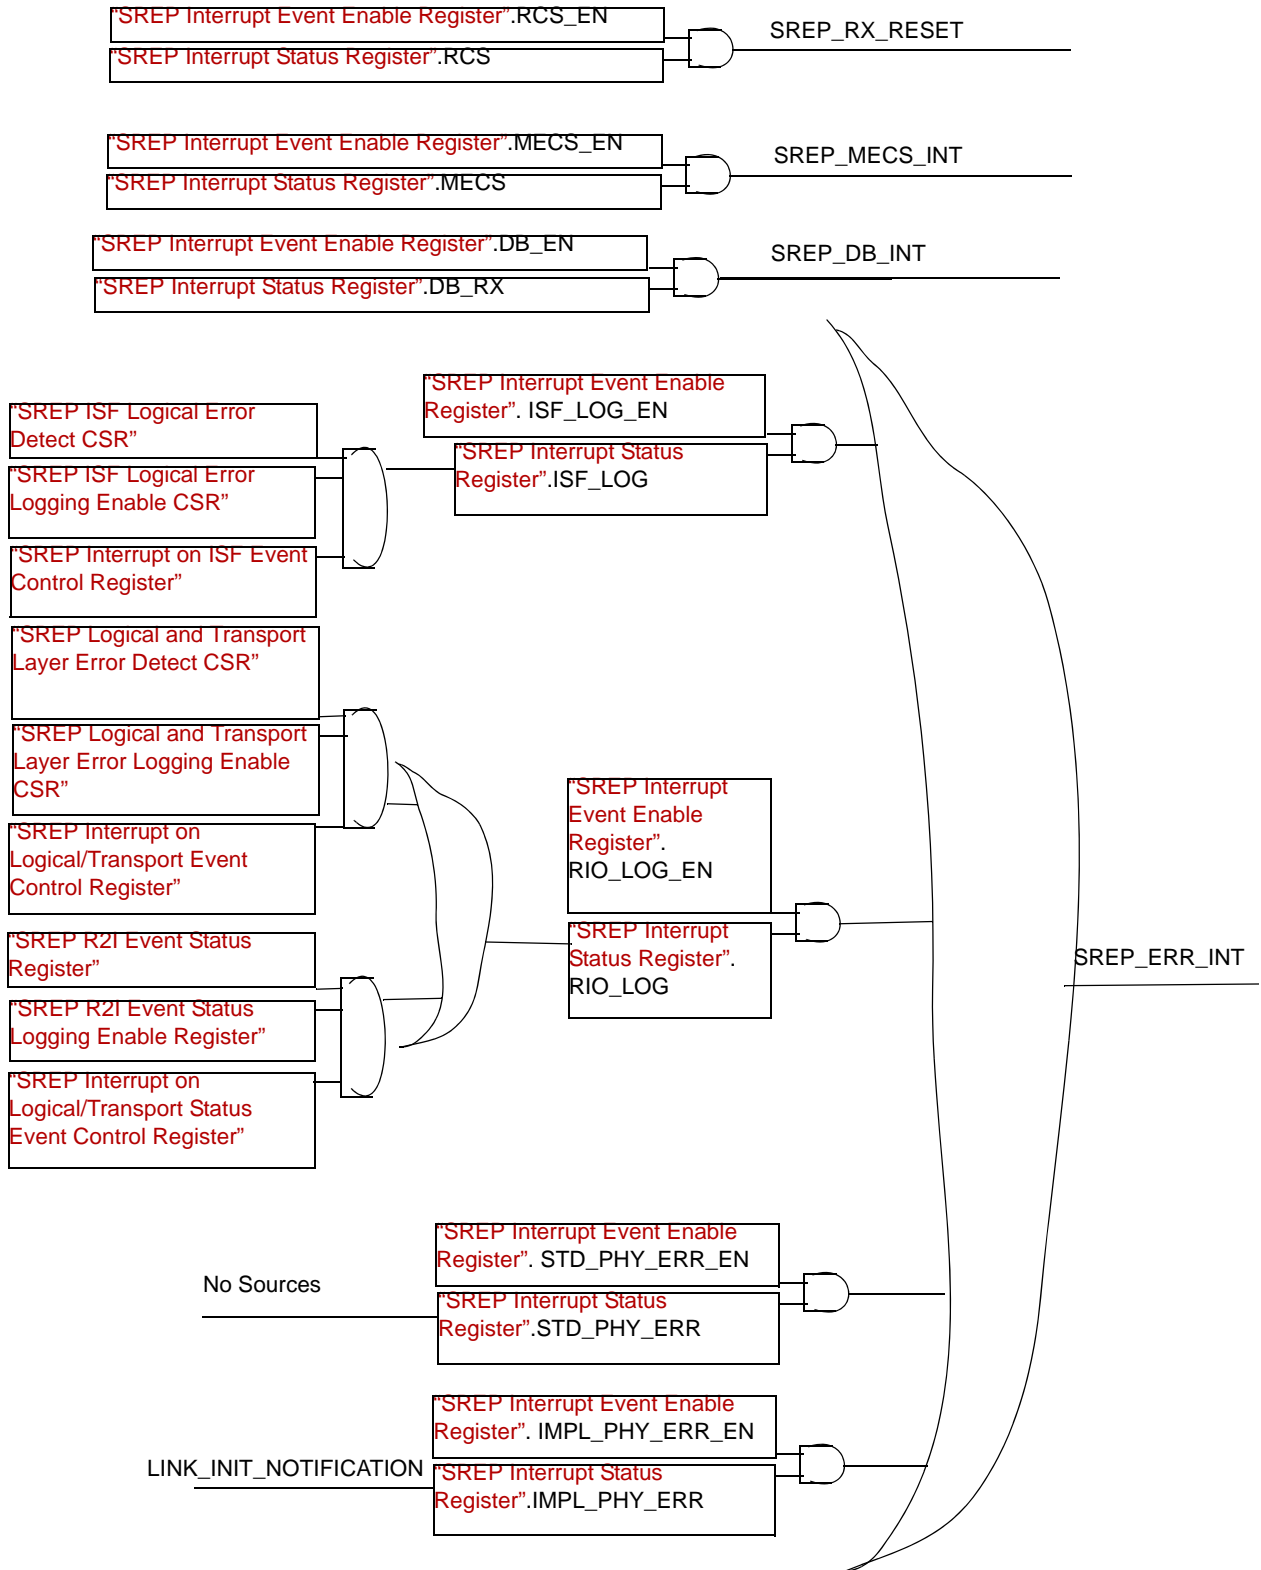 “SREP Interrupt Event Enable Register”.RCS_EN
SREP_RX_RESET
“SREP Interrupt Status Register”.RCS
“SREP Interrupt Event Enable Register”.MECS_EN
SREP_MECS_INT
“SREP Interrupt Status Register”.MECS
“SREP Interrupt Event Enable Register”.DB_EN
SREP_DB_INT
“SREP Interrupt Status Register”.DB_RX
“SREP Interrupt Event Enable
Register”. ISF_LOG_EN
“SREP Interrupt Status
Register”.ISF_LOG
“SREP ISF Logical Error
Detect CSR”
“SREP ISF Logical Error
Logging Enable CSR”
“SREP Interrupt on ISF Event
Control Register”
“SREP Logical and Transport
Layer Error Detect CSR”
“SREP Logical and Transport
Layer Error Logging Enable
CSR”
“SREP Interrupt on
Logical/Transport Event
Control Register”
“SREP Interrupt
Event Enable
Register”.
RIO_LOG_EN
“SREP Interrupt
Status Register”.
RIO_LOG
“SREP R2I Event Status
Register”
“SREP R2I Event Status
Logging Enable Register”
“SREP Interrupt on
Logical/Transport Status
Event Control Register”
SREP_ERR_INT
“SREP Interrupt Event Enable
Register”. STD_PHY_ERR_EN
No Sources
“SREP Interrupt Status
Register”.STD_PHY_ERR
“SREP Interrupt Event Enable
Register”. IMPL_PHY_ERR_EN
LINK_INIT_NOTIFICATION
“SREP Interrupt Status
Register”.IMPL_PHY_ERR